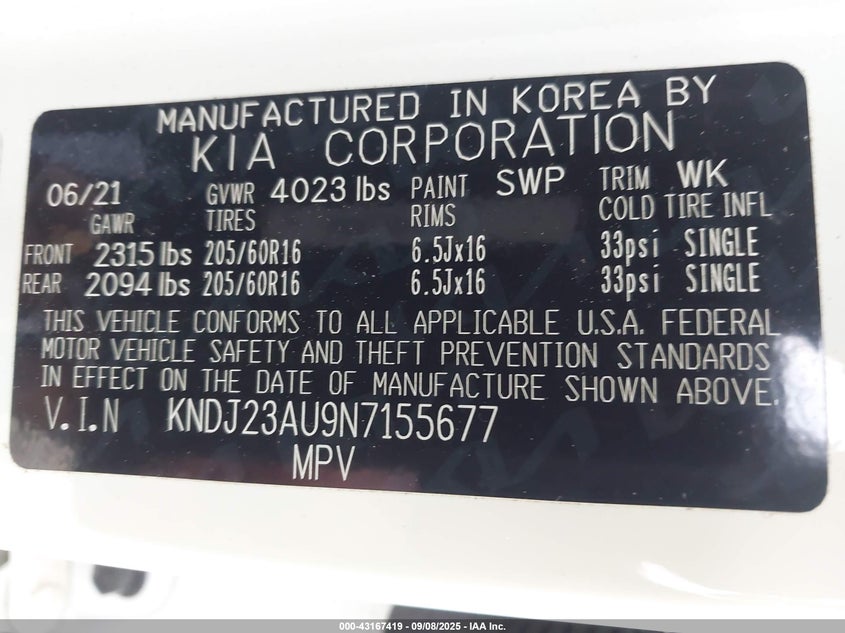 MANUFACTURED IN KOREA BY
KIA CORPORATION
06/21 GVWR 4023 lbs PAINT SWP TRIM WK
GAWR TIRES RIMS COLD TIRE INFL
FRONT 2315 lbs 205/60R16 6.5Jx16 33psi SINGLE
REAR 2094 lbs 205/60R16 6.5Jx16 33psi SINGLE
THIS VEHICLE CONFORMS TO ALL APPLICABLE U.S.A. FEDERAL
MOTOR VEHICLE SAFETY AND THEFT PREVENTION STANDARDS
IN EFFECT ON THE DATE OF MANUFACTURE SHOWN ABOVE.
V.I.N KNDJ23AU9N7155677
MPV
000-43167419 - 09/08/2025 - IAA Inc.